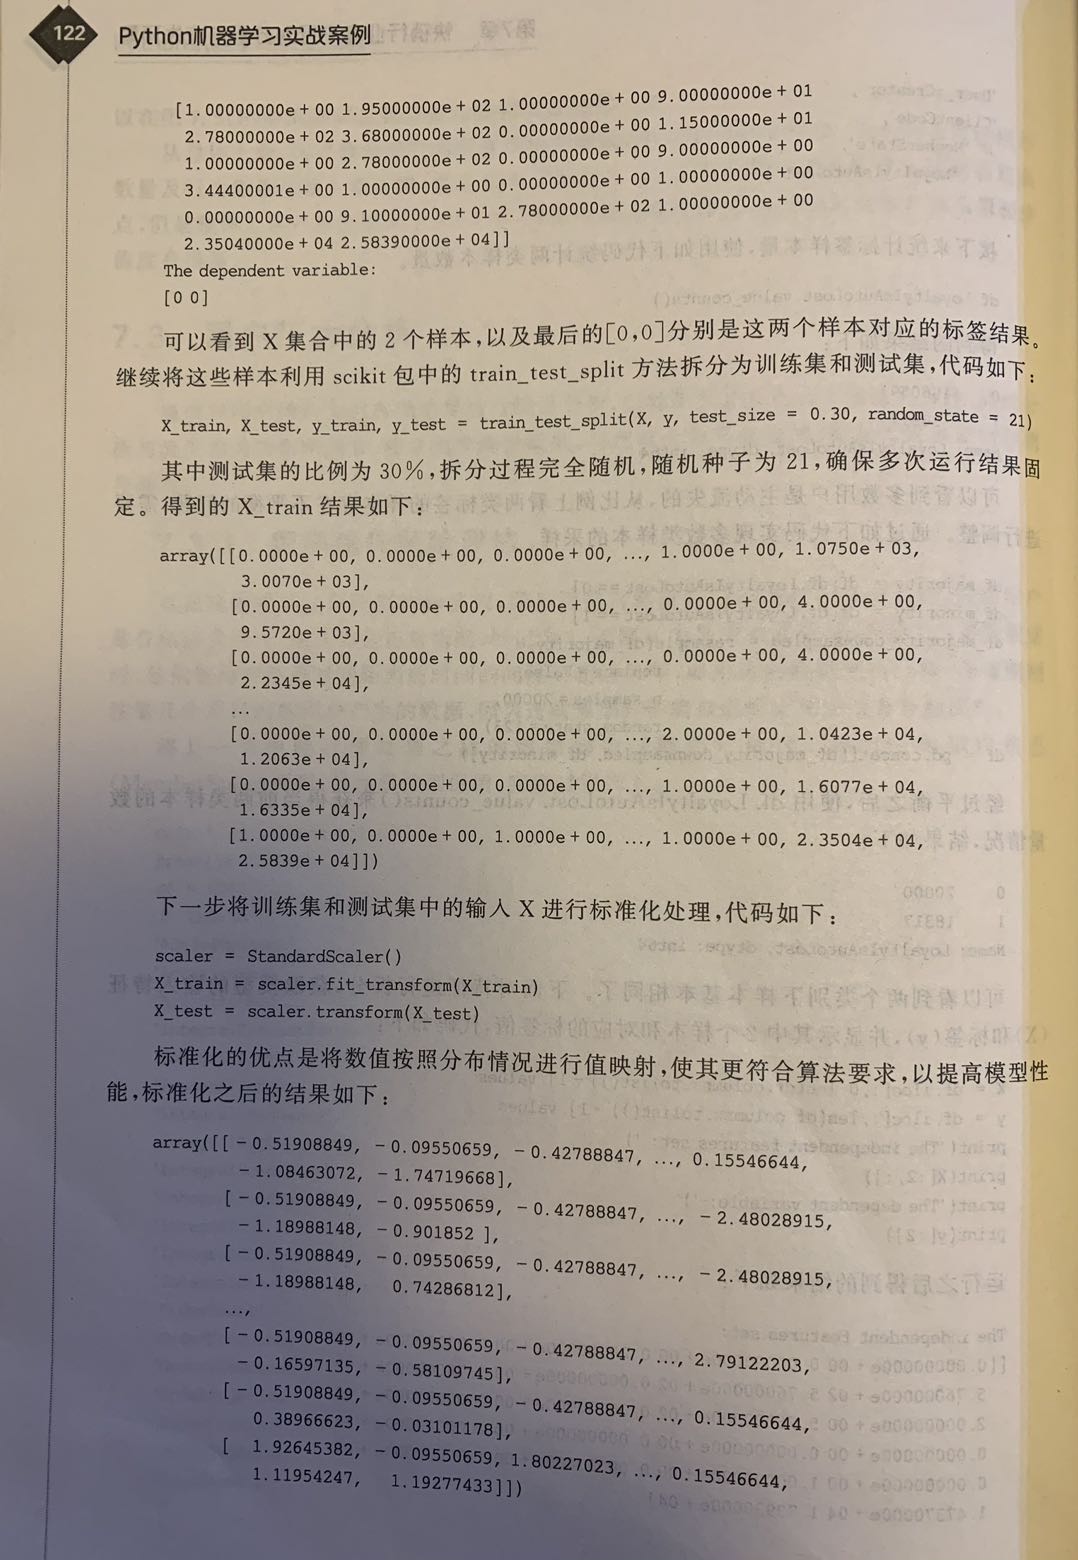 122
Python机器学习实战案例
[1.00000000e + 00 1.95000000e + 02 1.00000000e + 00 9.00000000e + 01
2.78000000e + 02 3.68000000e + 02 0.00000000e + 00 1.15000000e + 01
1.00000000e + 00 2.78000000e + 02 0.00000000e + 00 9.00000000e + 00
3.44400001e + 00 1.00000000e + 00 0.00000000e + 00 1.00000000e + 00
0.00000000e + 00 9.10000000e + 01 2.78000000e + 02 1.00000000e + 00
2.35040000e + 04 2.58390000e + 04]]
The dependent variable:
[0 0]
可以看到 X 集合中的 2 个样本,以及最后的[0,0]分别是这两个样本对应的标签结果。
继续将这些样本利用 scikit 包中的 train_test_split 方法拆分为训练集和测试集,代码如下:
X_train, X_test, y_train, y_test = train_test_split(X, y, test_size = 0.30, random_state = 21)
其中测试集的比例为 30%,拆分过程完全随机,随机种子为 21,确保多次运行结果固
定。得到的 X_train 结果如下:
array([[0.0000e + 00, 0.0000e + 00, 0.0000e + 00, ..., 1.0000e + 00, 1.0750e + 03,
3.0070e + 03],
[0.0000e + 00, 0.0000e + 00, 0.0000e + 00, ..., 0.0000e + 00, 4.0000e + 00,
9.5720e + 03],
[0.0000e + 00, 0.0000e + 00, 0.0000e + 00, ..., 0.0000e + 00, 4.0000e + 00,
2.2345e + 04],
...
[0.0000e + 00, 0.0000e + 00, 0.0000e + 00, ..., 2.0000e + 00, 1.0423e + 04,
1.2063e + 04],
[0.0000e + 00, 0.0000e + 00, 0.0000e + 00, ..., 1.0000e + 00, 1.6077e + 04,
1.6335e + 04],
[1.0000e + 00, 0.0000e + 00, 1.0000e + 00, ..., 1.0000e + 00, 2.3504e + 04,
2.5839e + 04]])
下一步将训练集和测试集中的输入 X 进行标准化处理,代码如下:
scaler = StandardScaler()
X_train = scaler.fit_transform(X_train)
X_test = scaler.transform(X_test)
标准化的优点是将数值按照分布情况进行值映射,使其更符合算法要求,以提高模型性
能,标准化之后的结果如下:
array([[ - 0.51908849, - 0.09550659, - 0.42788847, ..., 0.15546644,
- 1.08463072, - 1.74719668],
[ - 0.51908849, - 0.09550659, - 0.42788847, ..., - 2.48028915,
- 1.18988148, - 0.901852 ],
[ - 0.51908849, - 0.09550659, - 0.42788847, ..., - 2.48028915,
- 1.18988148, 0.74286812],
...,
[ - 0.51908849, - 0.09550659, - 0.42788847, ..., 2.79122203,
- 0.16597135, - 0.58109745],
[ - 0.51908849, - 0.09550659, - 0.42788847, ..., 0.15546644,
0.38966623, - 0.03101178],
[ 1.92645382, - 0.09550659, 1.80227023, ..., 0.15546644,
1.11954247, 1.19277433]])